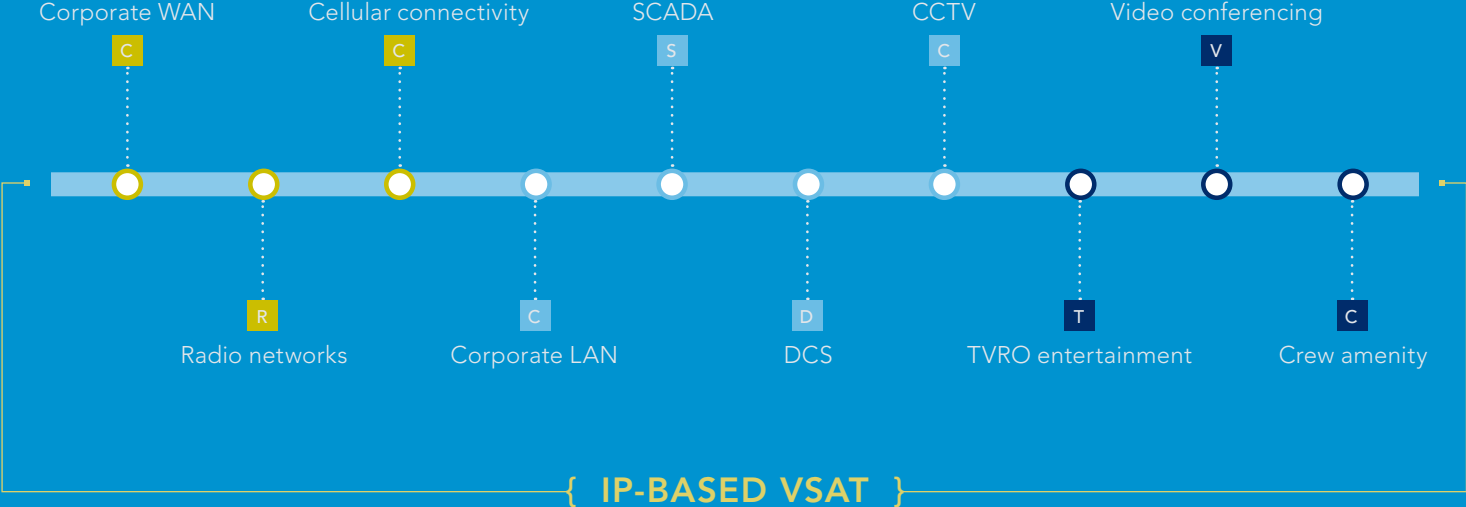 Corporate WAN
Cellular connectivity
SCADA
CCTV
Video conferencing
C
C
S
C
V
R
C
D
T
C
Radio networks
Corporate LAN
DCS
TVRO entertainment
Crew amenity
{ IP-BASED VSAT }